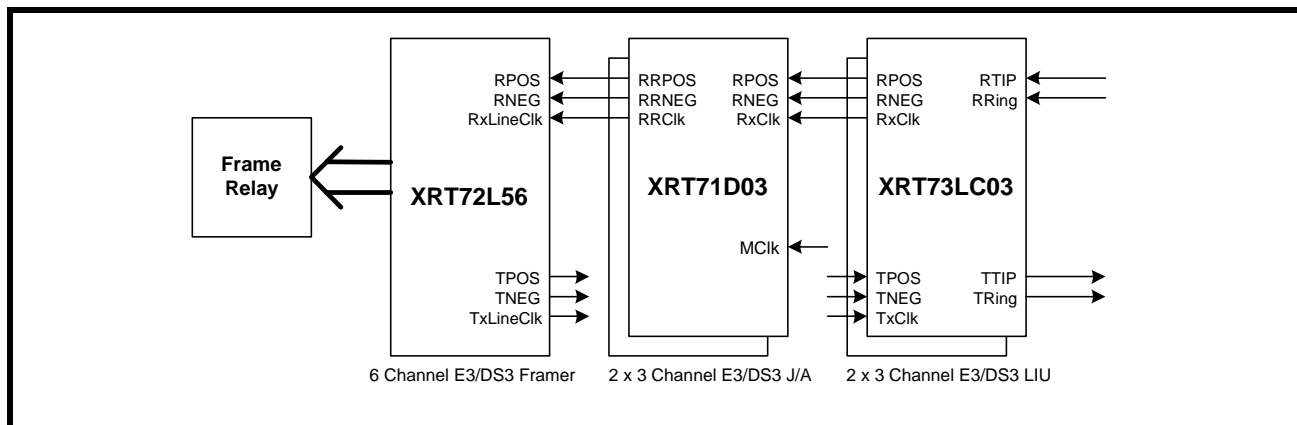 RPOS
RNEG
RxLineClk
RRPOS
RRNEG
RRClk
RPOS
RNEG
RxClk
RPOS
RNEG
RxClk
RTIP
RRing
Frame
Relay
XRT72L56
XRT71D03
XRT73LC03
MClk
TPOS
TNEG
TxLineClk
TPOS
TNEG
TxClk
TTIP
TRing
6 Channel E3/DS3 Framer
2 x 3 Channel E3/DS3 J/A
2 x 3 Channel E3/DS3 LIU